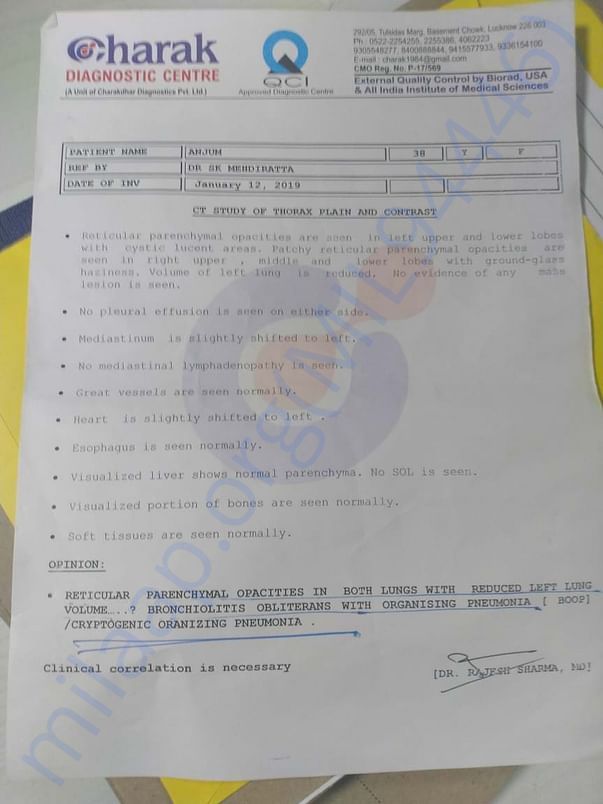 Charak
DIAGNOSTIC CENTRE
(A Unit of Charakdhar Diagnostics Pvt. Ltd.)
QCI
Approved Diagnostic Centre
292/05, Tulsidas Marg, Basement Chowk, Lucknow 226 003
Ph.: 0522-2254255, 2255386, 4062223
9305548277, 8400888844, 9415577933, 9336154100
E-mail : charak1984@gmail.com
CMO Reg. No. P-17/569
External Quality Control by Biorad, USA
& All India Institute of Medical Sciences
PATIENT NAME ANJUM 38 Y F
REF BY DR SK MEHDIRATTA
DATE OF INV January 12, 2019
CT STUDY OF THORAX PLAIN AND CONTRAST
• Reticular parenchymal opacities are seen in left upper and lower lobes
with cystic lucent areas. Patchy reticular parenchymal opacities are
seen in right upper , middle and lower lobes with ground-glass
haziness. Volume of left lung is reduced. No evidence of any mass
lesion is seen.
• No pleural effusion is seen on either side.
• Mediastinum is slightly shifted to left.
• No mediastinal lymphadenopathy is seen.
• Great vessels are seen normally.
• Heart is slightly shifted to left .
• Esophagus is seen normally.
• Visualized liver shows normal parenchyma. No SOL is seen.
• Visualized portion of bones are seen normally.
• Soft tissues are seen normally.
OPINION:
• RETICULAR PARENCHYMAL OPACITIES IN BOTH LUNGS WITH REDUCED LEFT LUNG
VOLUME.....? BRONCHIOLITIS OBLITERANS WITH ORGANISING PNEUMONIA [ BOOP]
/CRYPTOGENIC ORANIZING PNEUMONIA .
Clinical correlation is necessary
[DR. RAJESH SHARMA, MD]